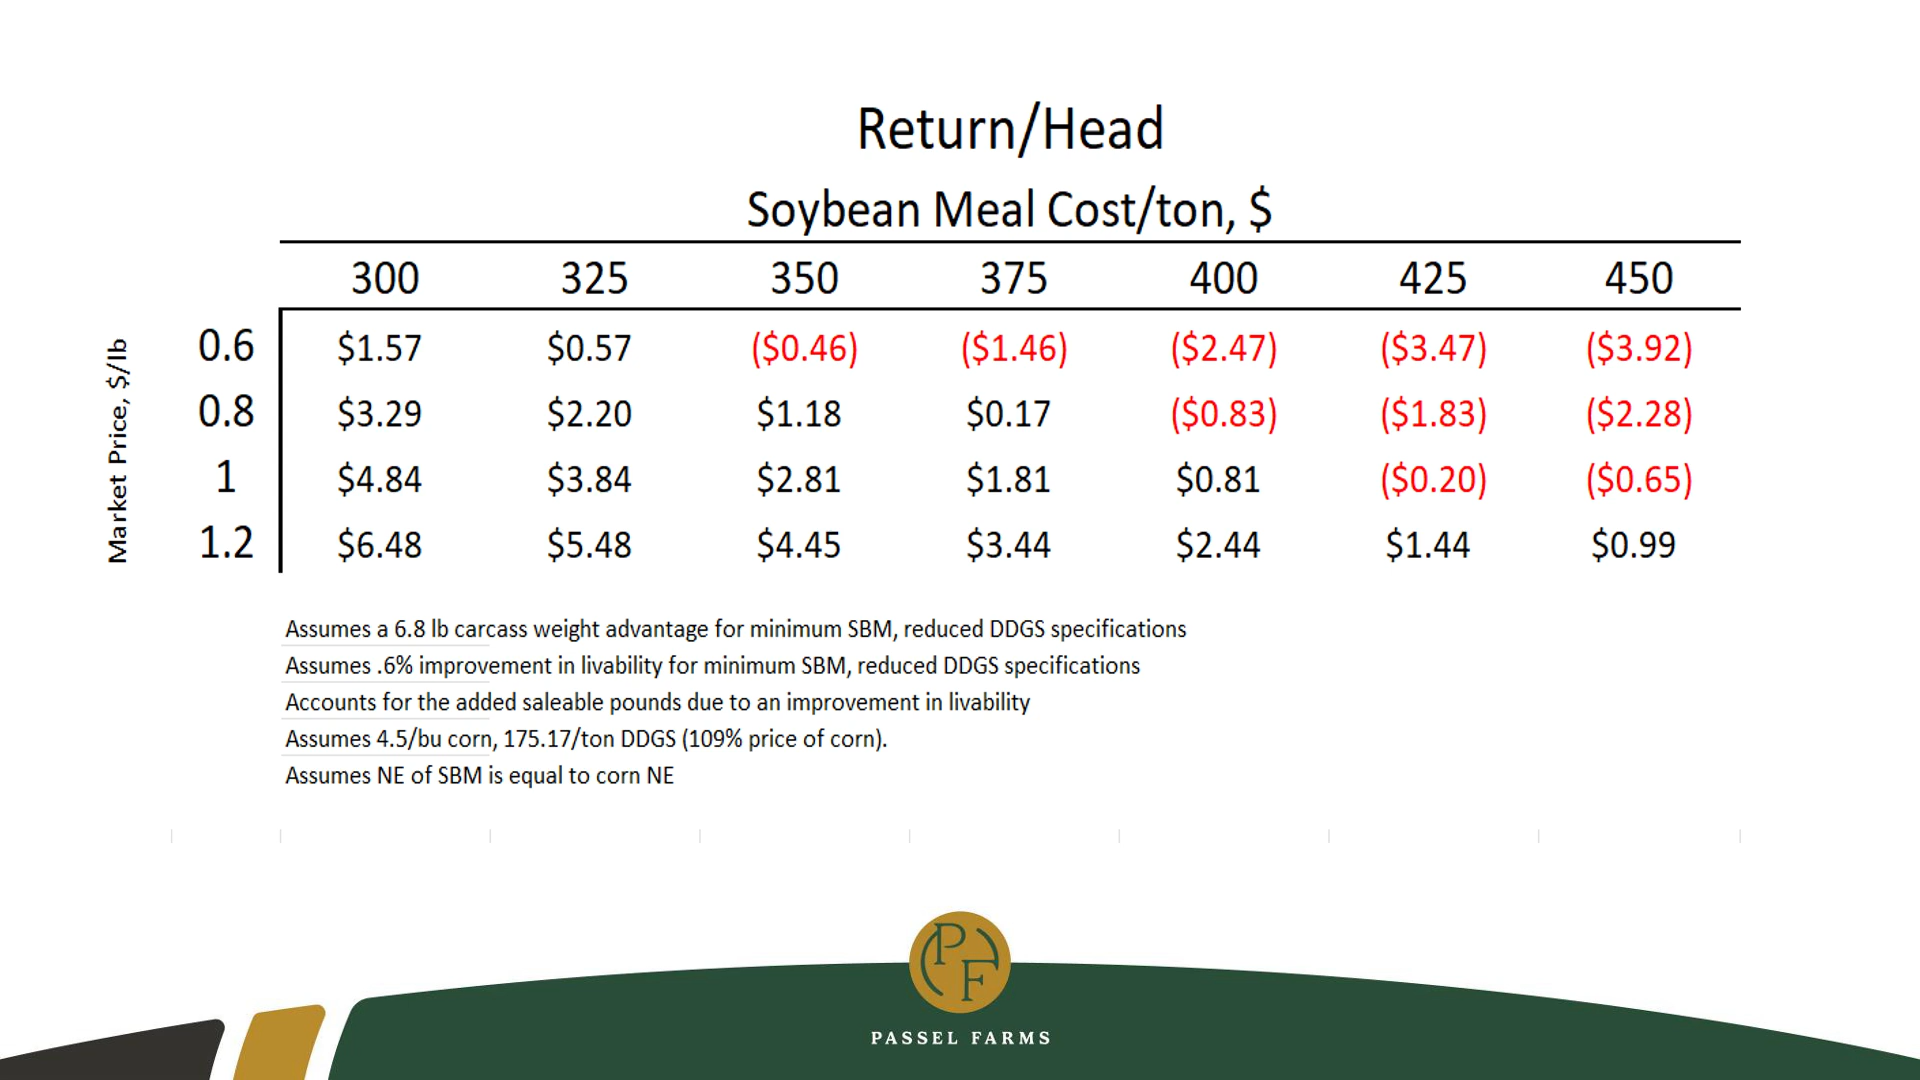 Return/Head
Soybean Meal Cost/ton, $
300 325 350 375 400 425 450
Market Price, $/lb
0.6 $1.57 $0.57 ($0.46) ($1.46) ($2.47) ($3.47) ($3.92)
0.8 $3.29 $2.20 $1.18 $0.17 ($0.83) ($1.83) ($2.28)
1 $4.84 $3.84 $2.81 $1.81 $0.81 ($0.20) ($0.65)
1.2 $6.48 $5.48 $4.45 $3.44 $2.44 $1.44 $0.99
Assumes a 6.8 lb carcass weight advantage for minimum SBM, reduced DDGS specifications
Assumes .6% improvement in livability for minimum SBM, reduced DDGS specifications
Accounts for the added saleable pounds due to an improvement in livability
Assumes 4.5/bu corn, 175.17/ton DDGS (109% price of corn).
Assumes NE of SBM is equal to corn NE
PF
PASSEL FARMS